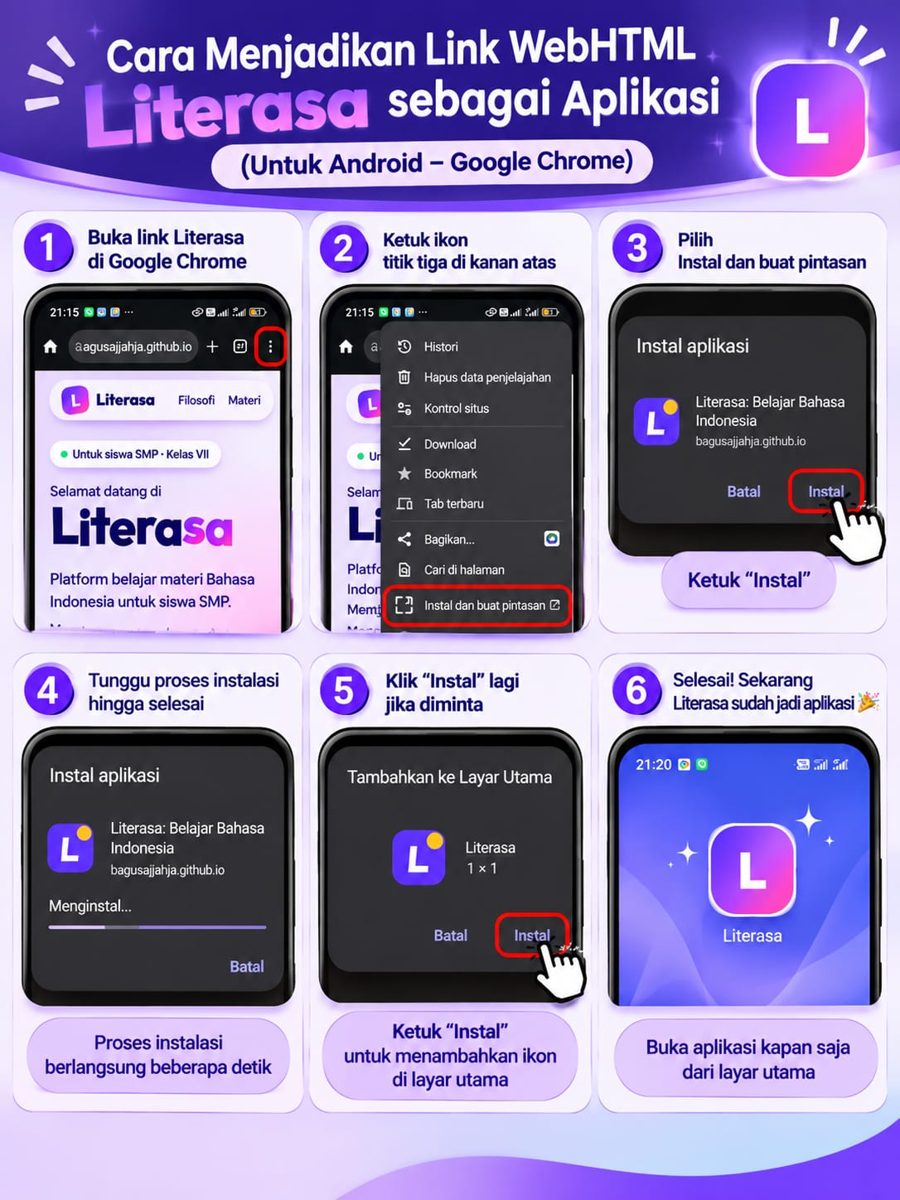 Cara Menjadikan Link WebHTML
Literasa sebagai Aplikasi
L
(Untuk Android – Google Chrome)
1
Buka link Literasa
di Google Chrome
21:15
agusajjahja.github.io
L Literasa Filosofi Materi
Untuk siswa SMP · Kelas VII
Selamat datang di
Literasa
Platform belajar materi Bahasa
Indonesia untuk siswa SMP.
2
Ketuk ikon
titik tiga di kanan atas
21:15
Histori
Hapus data penjelajahan
Kontrol situs
Download
Bookmark
Tab terbaru
Bagikan...
Cari di halaman
Instal dan buat pintasan
L
Ur
Selam
Li
Platfo
Indon
3
Pilih
Instal dan buat pintasan
Instal aplikasi
L
Literasa: Belajar Bahasa
Indonesia
bagusajjahja.github.io
Batal Instal
Ketuk “Instal”
4
Tunggu proses instalasi
hingga selesai
Instal aplikasi
L
Literasa: Belajar Bahasa
Indonesia
bagusajjahja.github.io
Menginstal...
Batal
Proses instalasi
berlangsung beberapa detik
5
Klik “Instal” lagi
jika diminta
Tambahkan ke Layar Utama
L
Literasa
1 × 1
Batal Instal
Ketuk “Instal”
untuk menambahkan ikon
di layar utama
6
Selesai! Sekarang
Literasa sudah jadi aplikasi 🎉
21:20
L
Literasa
Buka aplikasi kapan saja
dari layar utama